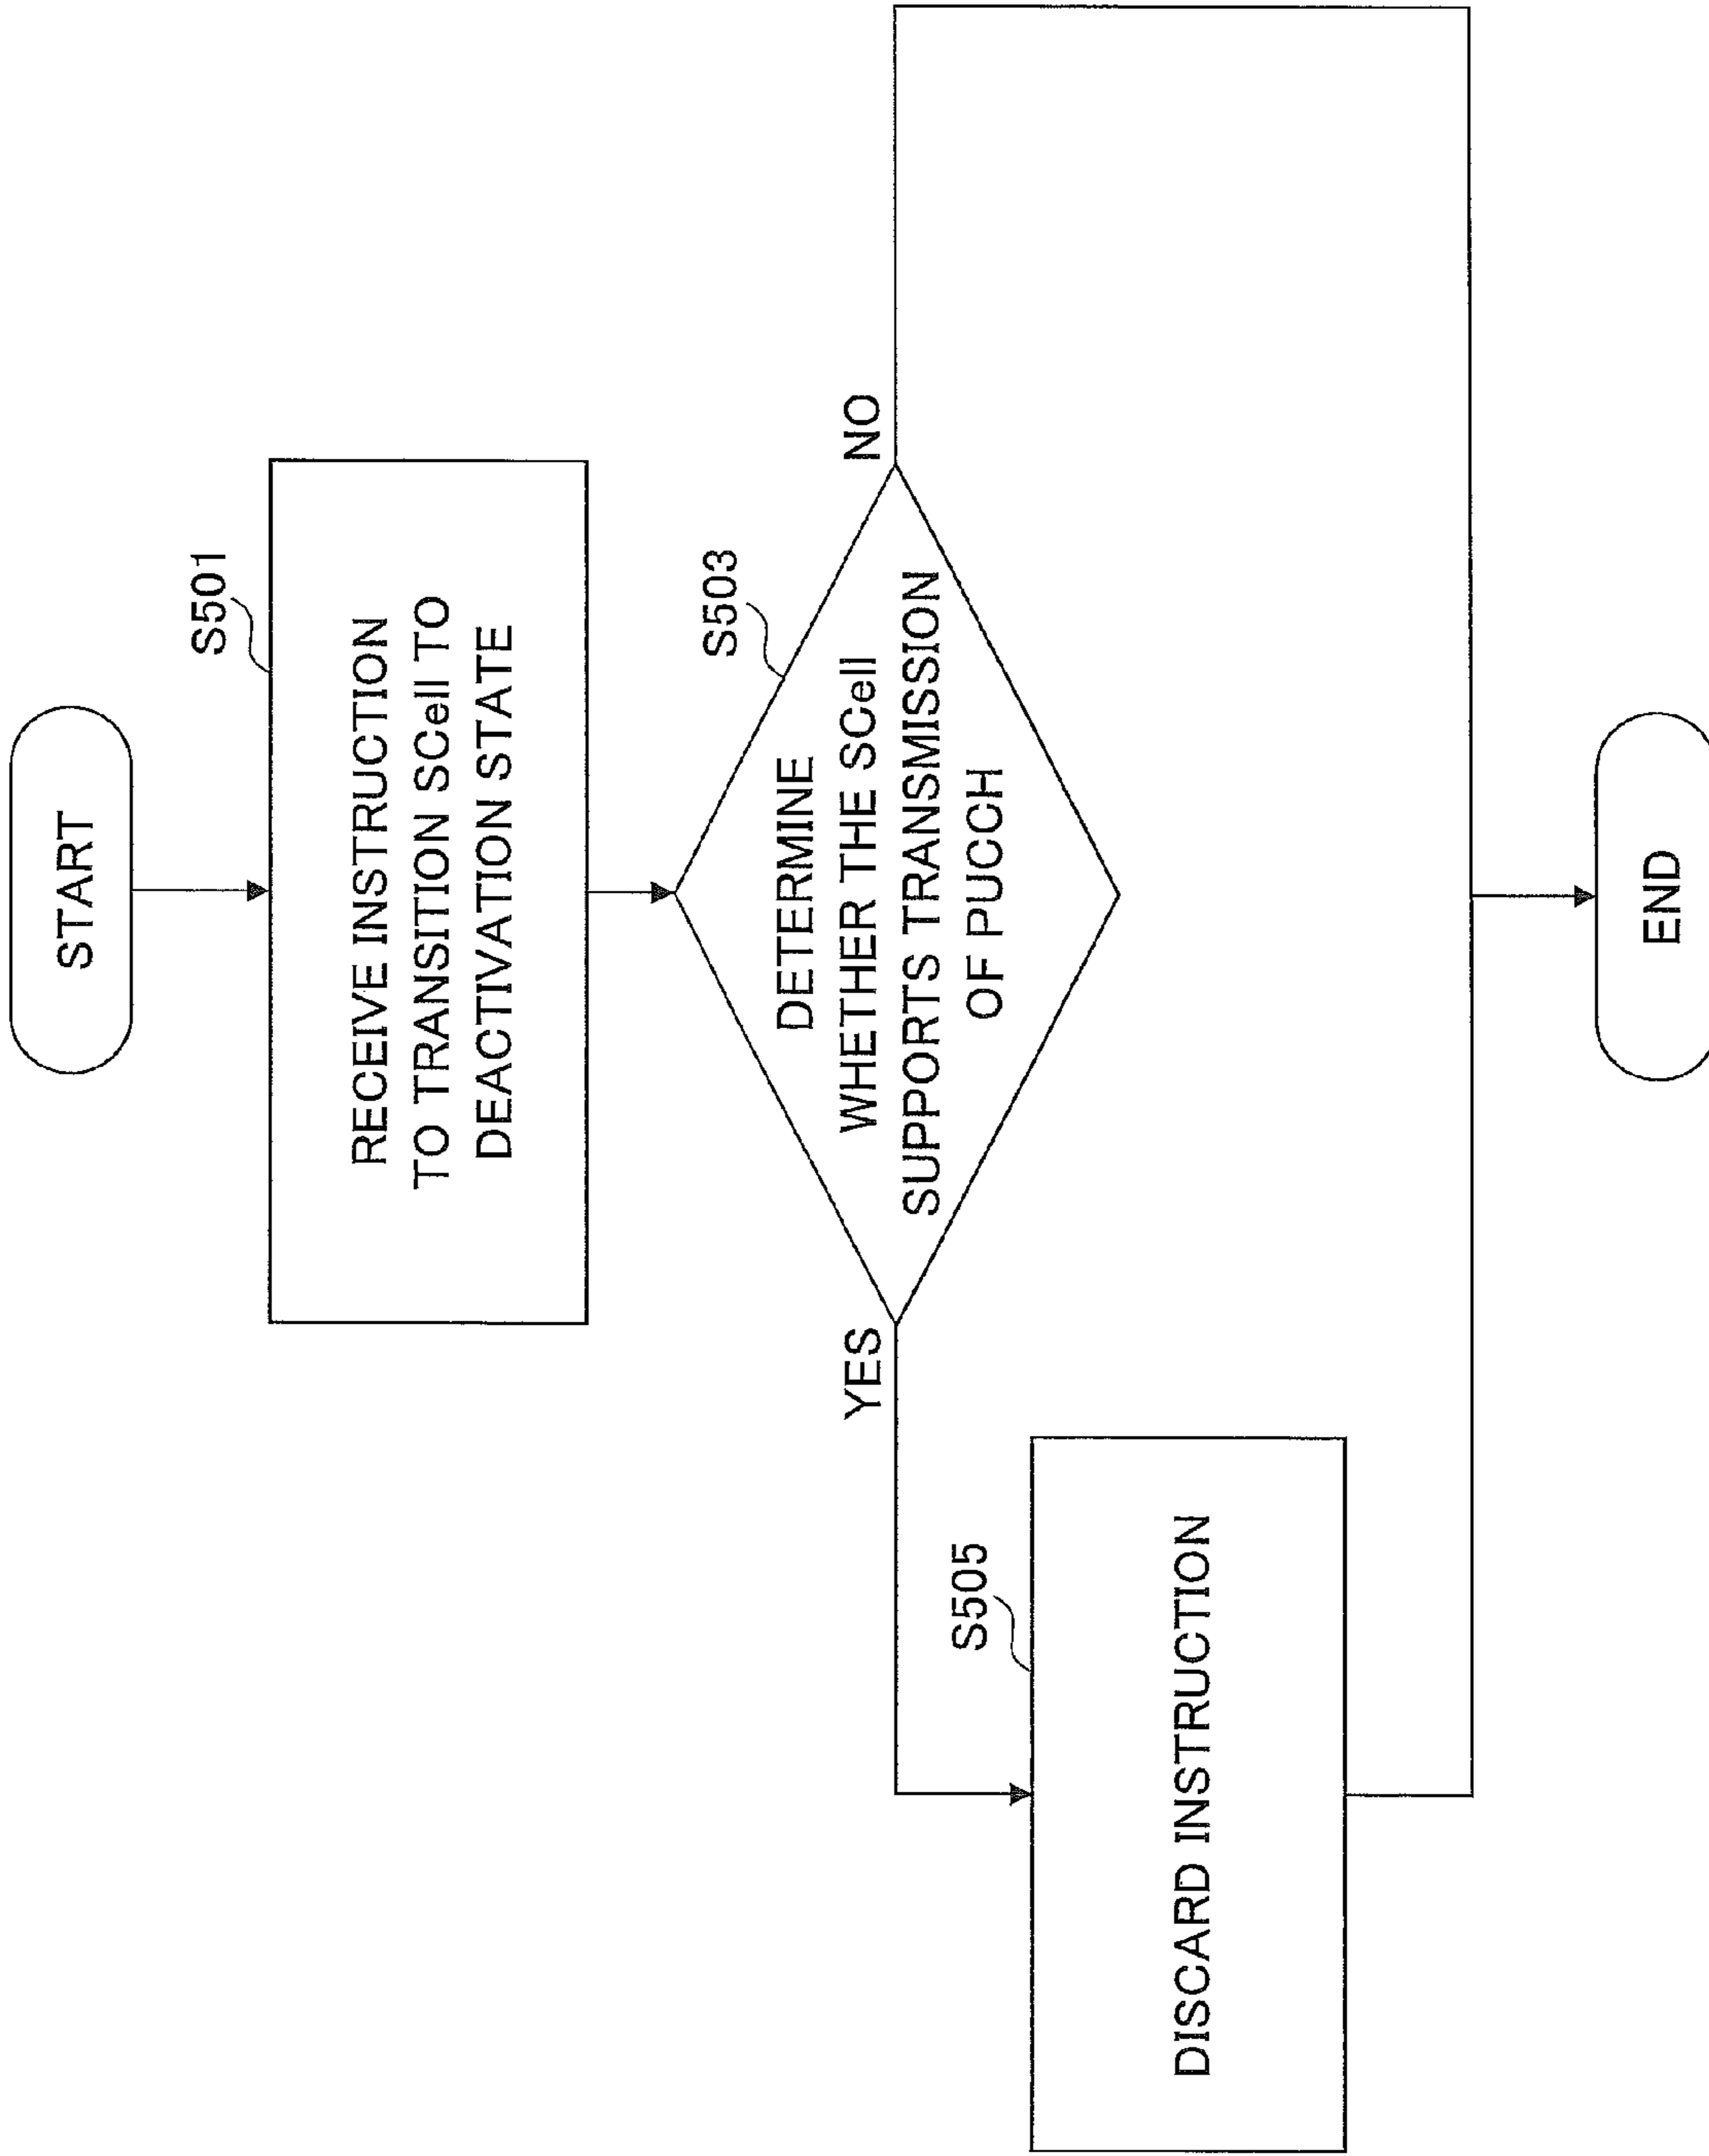 START
S501
RECEIVE INSTRUCTION
TO TRANSITION SCell TO
DEACTIVATION STATE
S503
DETERMINE
WHETHER THE SCell
SUPPORTS TRANSMISSION
OF PUCCH
YES
NO
S505
DISCARD INSTRUCTION
END